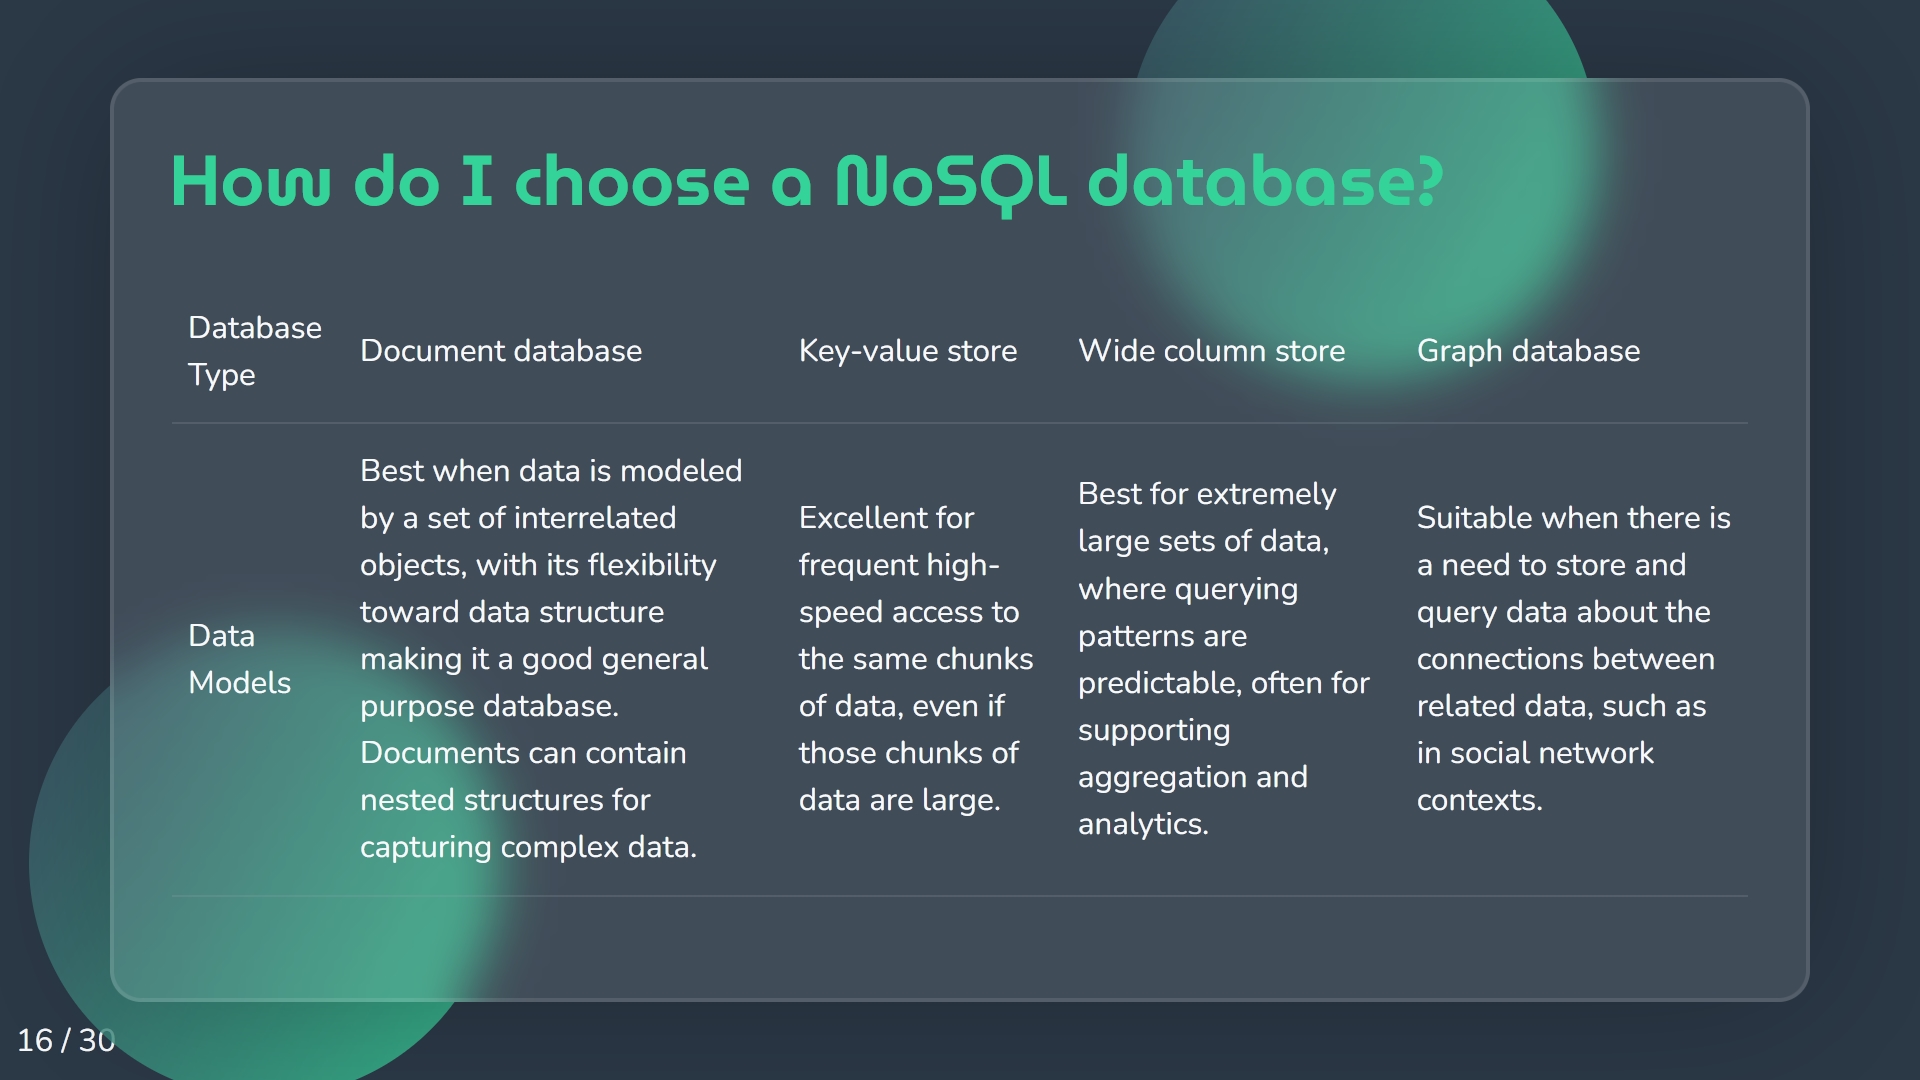 How do I choose a NoSQL database?
Database
Type
Document database
Key-value store
Wide column store
Graph database
Data
Models
Best when data is modeled
by a set of interrelated
objects, with its flexibility
toward data structure
making it a good general
purpose database.
Documents can contain
nested structures for
capturing complex data.
Excellent for
frequent high-
speed access to
the same chunks
of data, even if
those chunks of
data are large.
Best for extremely
large sets of data,
where querying
patterns are
predictable, often for
supporting
aggregation and
analytics.
Suitable when there is
a need to store and
query data about the
connections between
related data, such as
in social network
contexts.
16 / 30